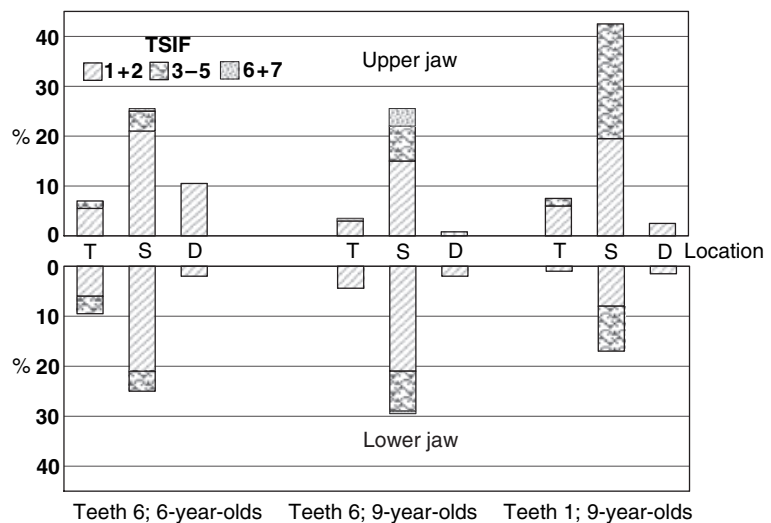 40
TSIF
1+2 3–5 6+7
Upper jaw
30
% 20
10
0
T S D T S D T S D Location
0
10
% 20
30
Lower jaw
40
Teeth 6; 6-year-olds Teeth 6; 9-year-olds Teeth 1; 9-year-olds